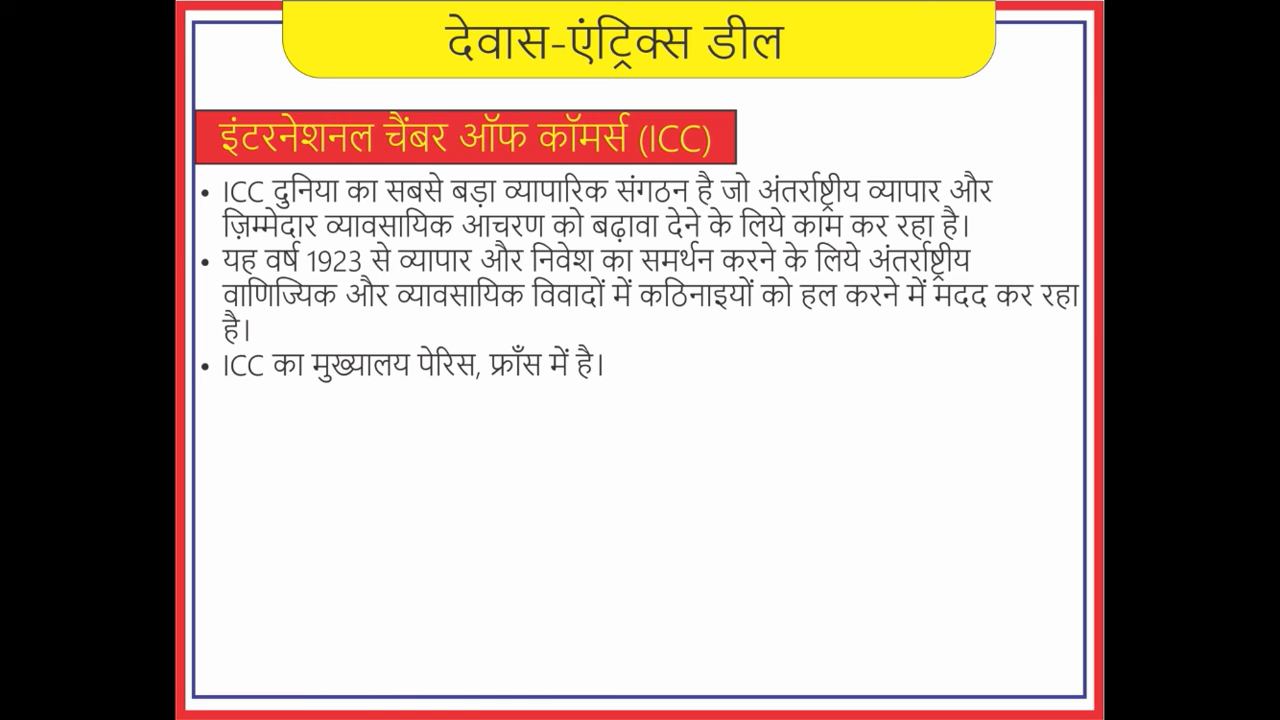 देवास-एंट्रिक्स डील
इंटरनेशनल चैंबर ऑफ कॉमर्स (ICC)
• ICC दुनिया का सबसे बड़ा व्यापारिक संगठन है जो अंतर्राष्ट्रीय व्यापार और
ज़िम्मेदार व्यावसायिक आचरण को बढ़ावा देने के लिये काम कर रहा है।
• यह वर्ष 1923 से व्यापार और निवेश का समर्थन करने के लिये अंतर्राष्ट्रीय
वाणिज्यिक और व्यावसायिक विवादों में कठिनाइयों को हल करने में मदद कर रहा
है।
• ICC का मुख्यालय पेरिस, फ्राँस में है।